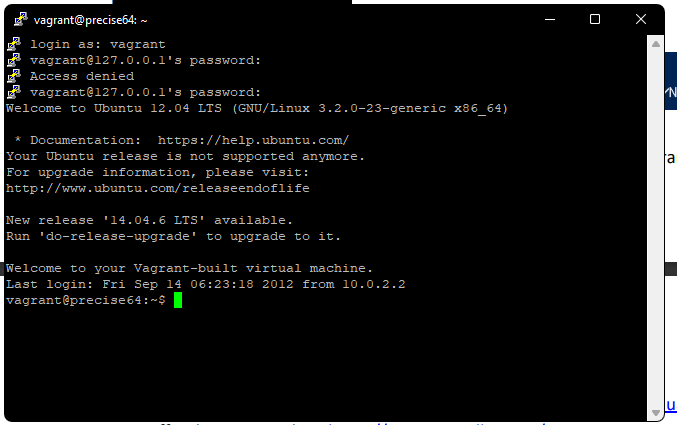 vagrant@precise64: ~
login as: vagrant
vagrant@127.0.0.1's password:
Access denied
vagrant@127.0.0.1's password:
Welcome to Ubuntu 12.04 LTS (GNU/Linux 3.2.0-23-generic x86_64)
* Documentation:  https://help.ubuntu.com/
Your Ubuntu release is not supported anymore.
For upgrade information, please visit:
http://www.ubuntu.com/releaseendoflife
New release '14.04.6 LTS' available.
Run 'do-release-upgrade' to upgrade to it.
Welcome to your Vagrant-built virtual machine.
Last login: Fri Sep 14 06:23:18 2012 from 10.0.2.2
vagrant@precise64:~$